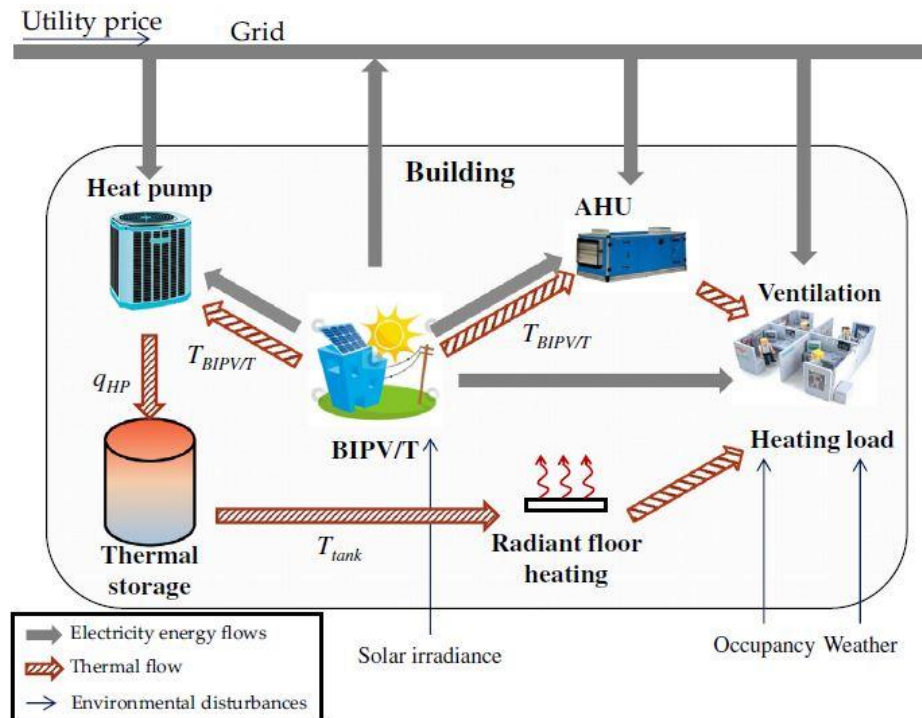 Utility price
Grid
Building
Heat pump
AHU
Ventilation
T_BIPV/T
T_BIPV/T
q_HP
BIPV/T
Heating load
Thermal
storage
T_tank
Radiant floor
heating
Electricity energy flows
Thermal flow
Environmental disturbances
Solar irradiance
Occupancy Weather